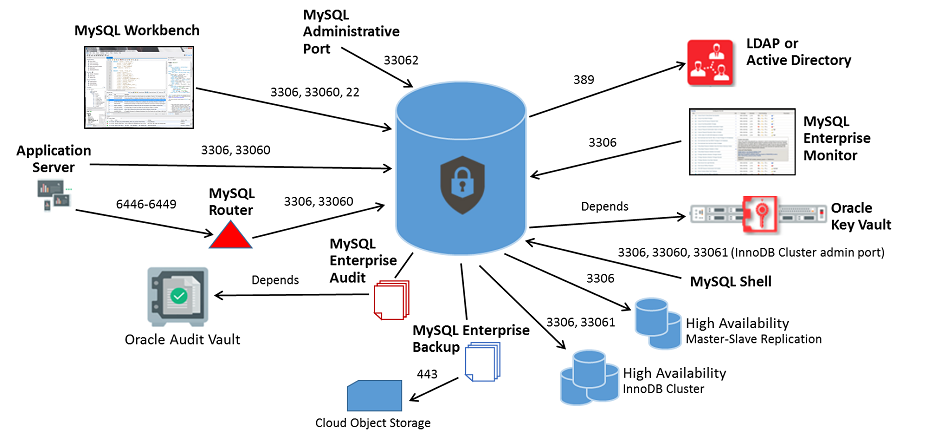 MySQL
Administrative
Port
MySQL Workbench
33062
LDAP or
Active Directory
389
3306, 33060, 22
MySQL
Enterprise
Monitor
3306
Application
Server
3306, 33060
6446-6449
MySQL
Router
3306, 33060
Depends
Oracle
Key Vault
3306, 33060, 33061 (InnoDB Cluster admin port)
MySQL Shell
MySQL
Enterprise
Audit
Depends
Oracle Audit Vault
3306
High Availability
Master-Slave Replication
3306, 33061
High Availability
InnoDB Cluster
MySQL Enterprise
Backup
443
Cloud Object Storage